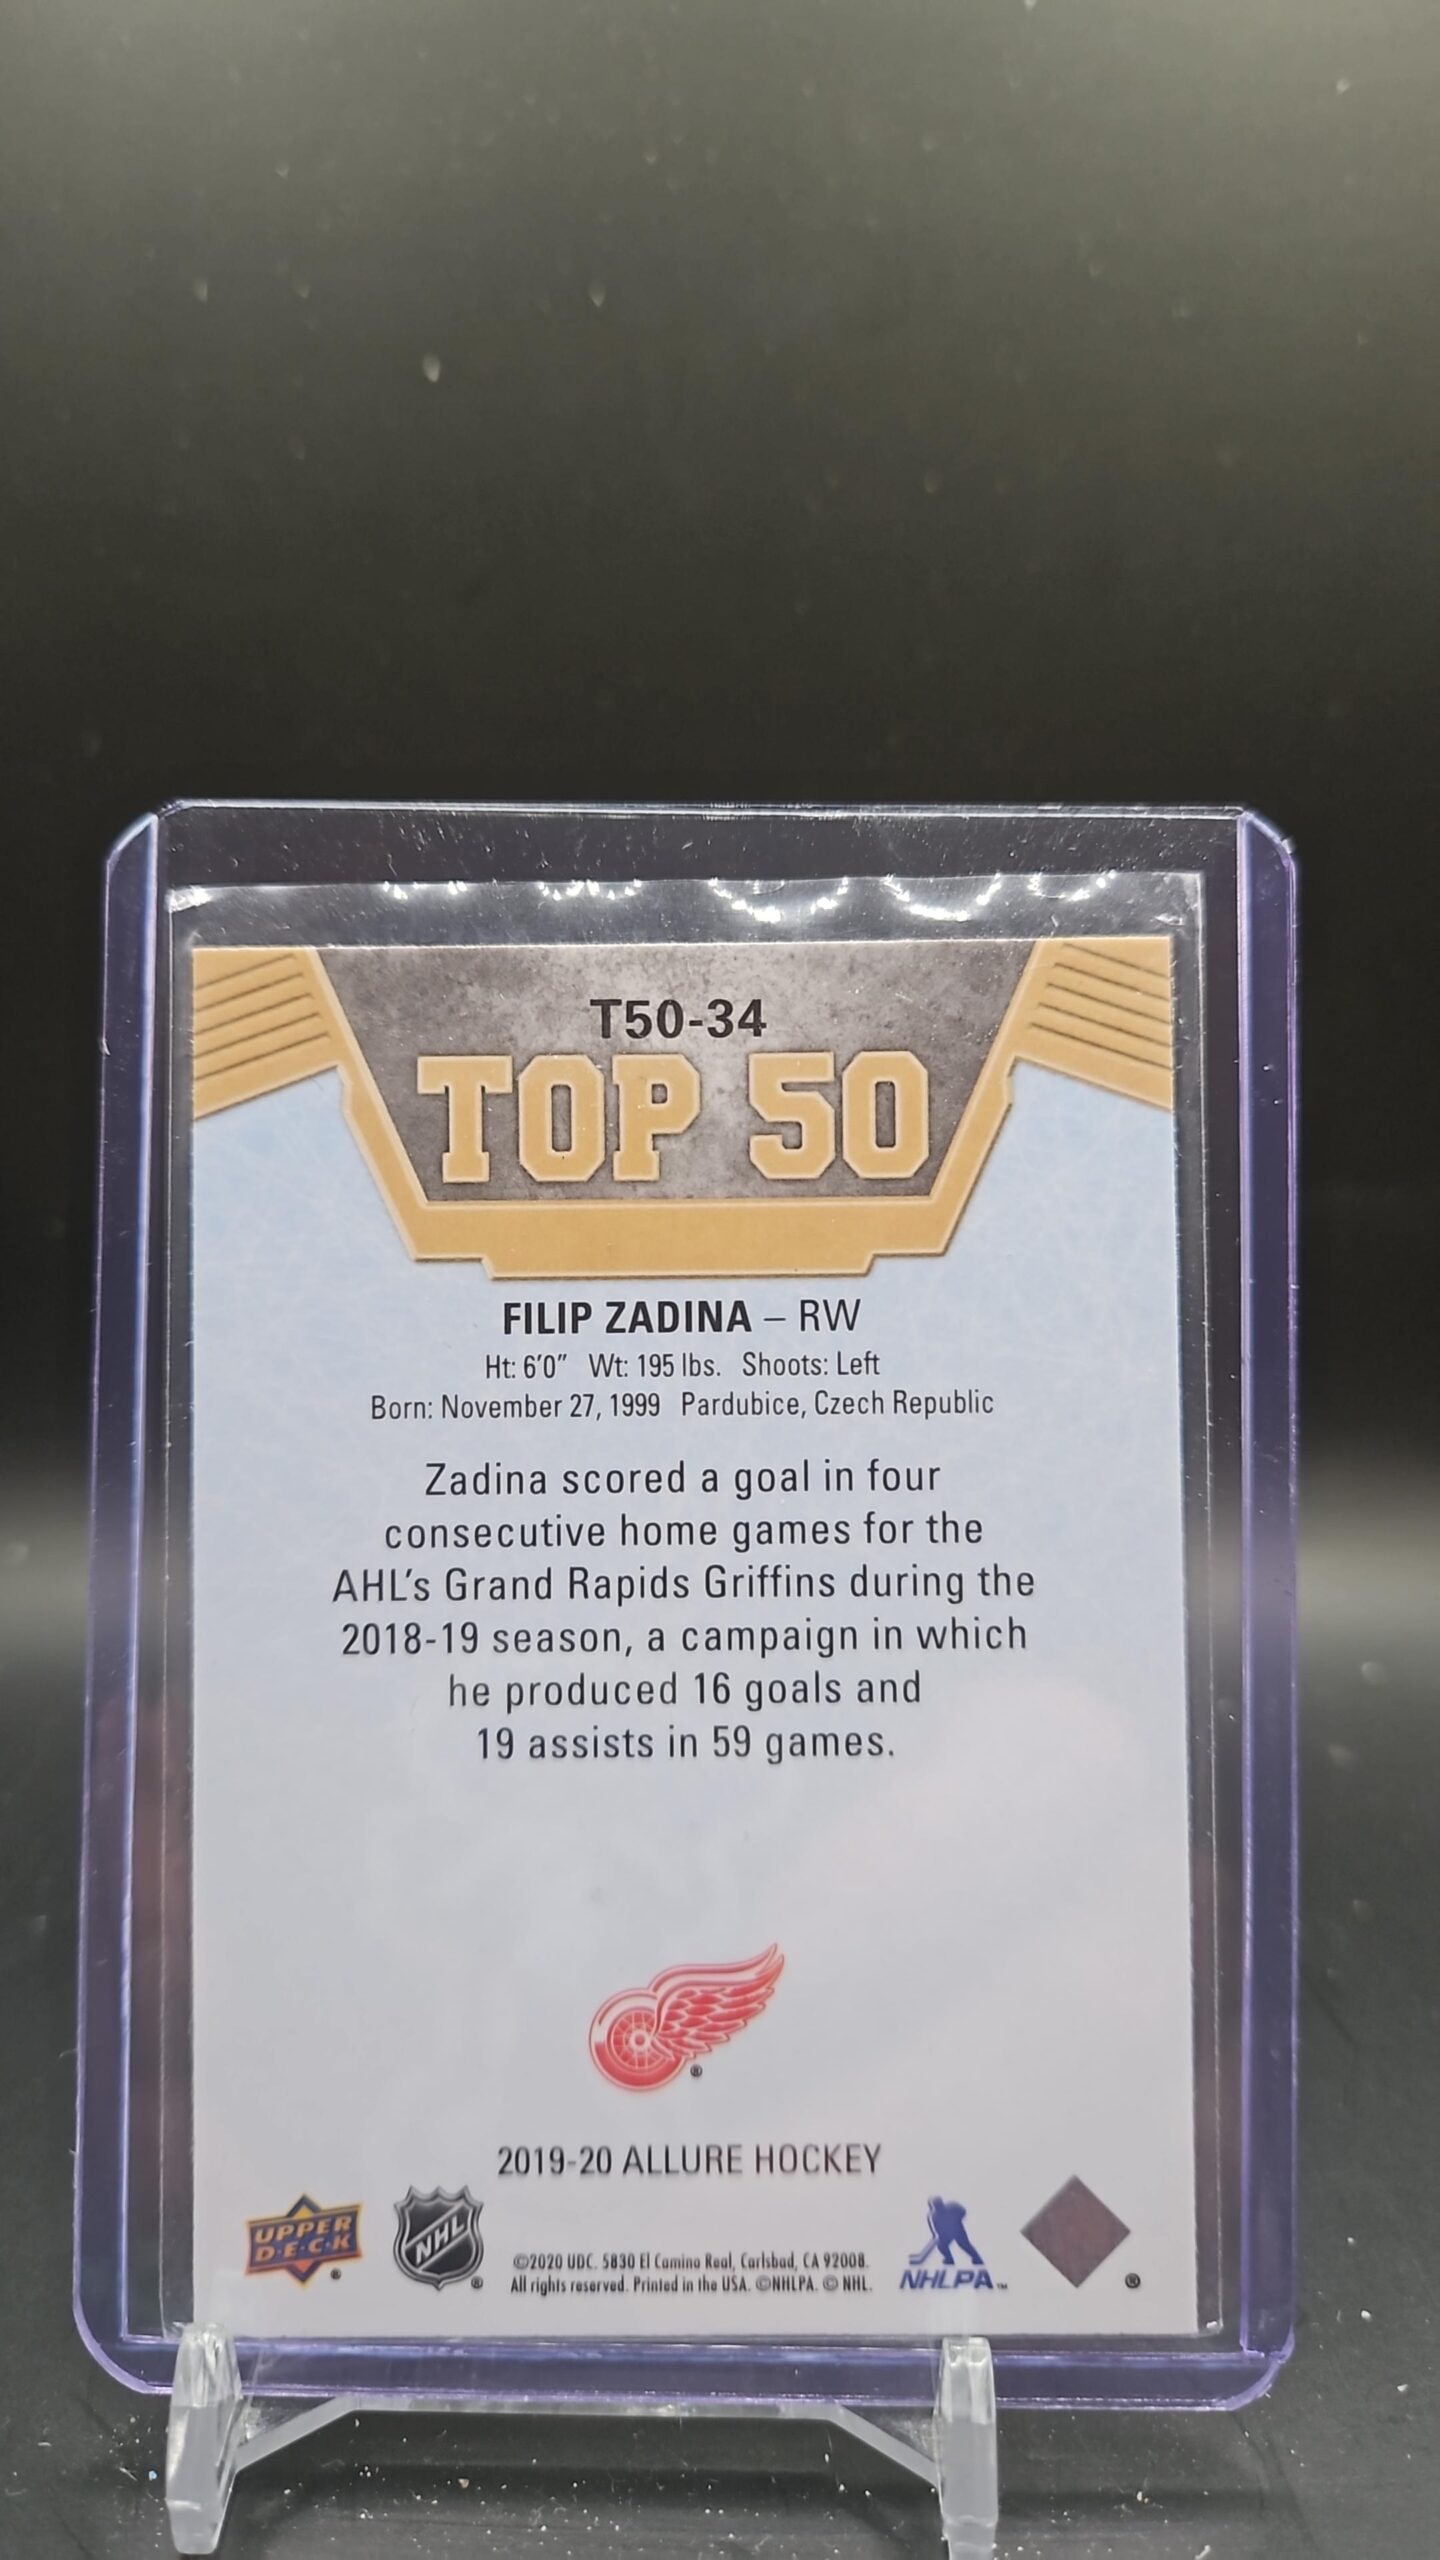 T50-34
TOP 50
FILIP ZADINA – RW
Ht: 6'0" Wt: 195 lbs. Shoots: Left
Born: November 27, 1999 Pardubice, Czech Republic
Zadina scored a goal in four
consecutive home games for the
AHL's Grand Rapids Griffins during the
2018-19 season, a campaign in which
he produced 16 goals and
19 assists in 59 games.
®
2019-20 ALLURE HOCKEY
UPPER
DECK®
NHL®
©2020 UDC. 5830 El Camino Real, Carlsbad, CA 92008.
All rights reserved. Printed in the USA. ©NHLPA. © NHL.
NHLPA™
®